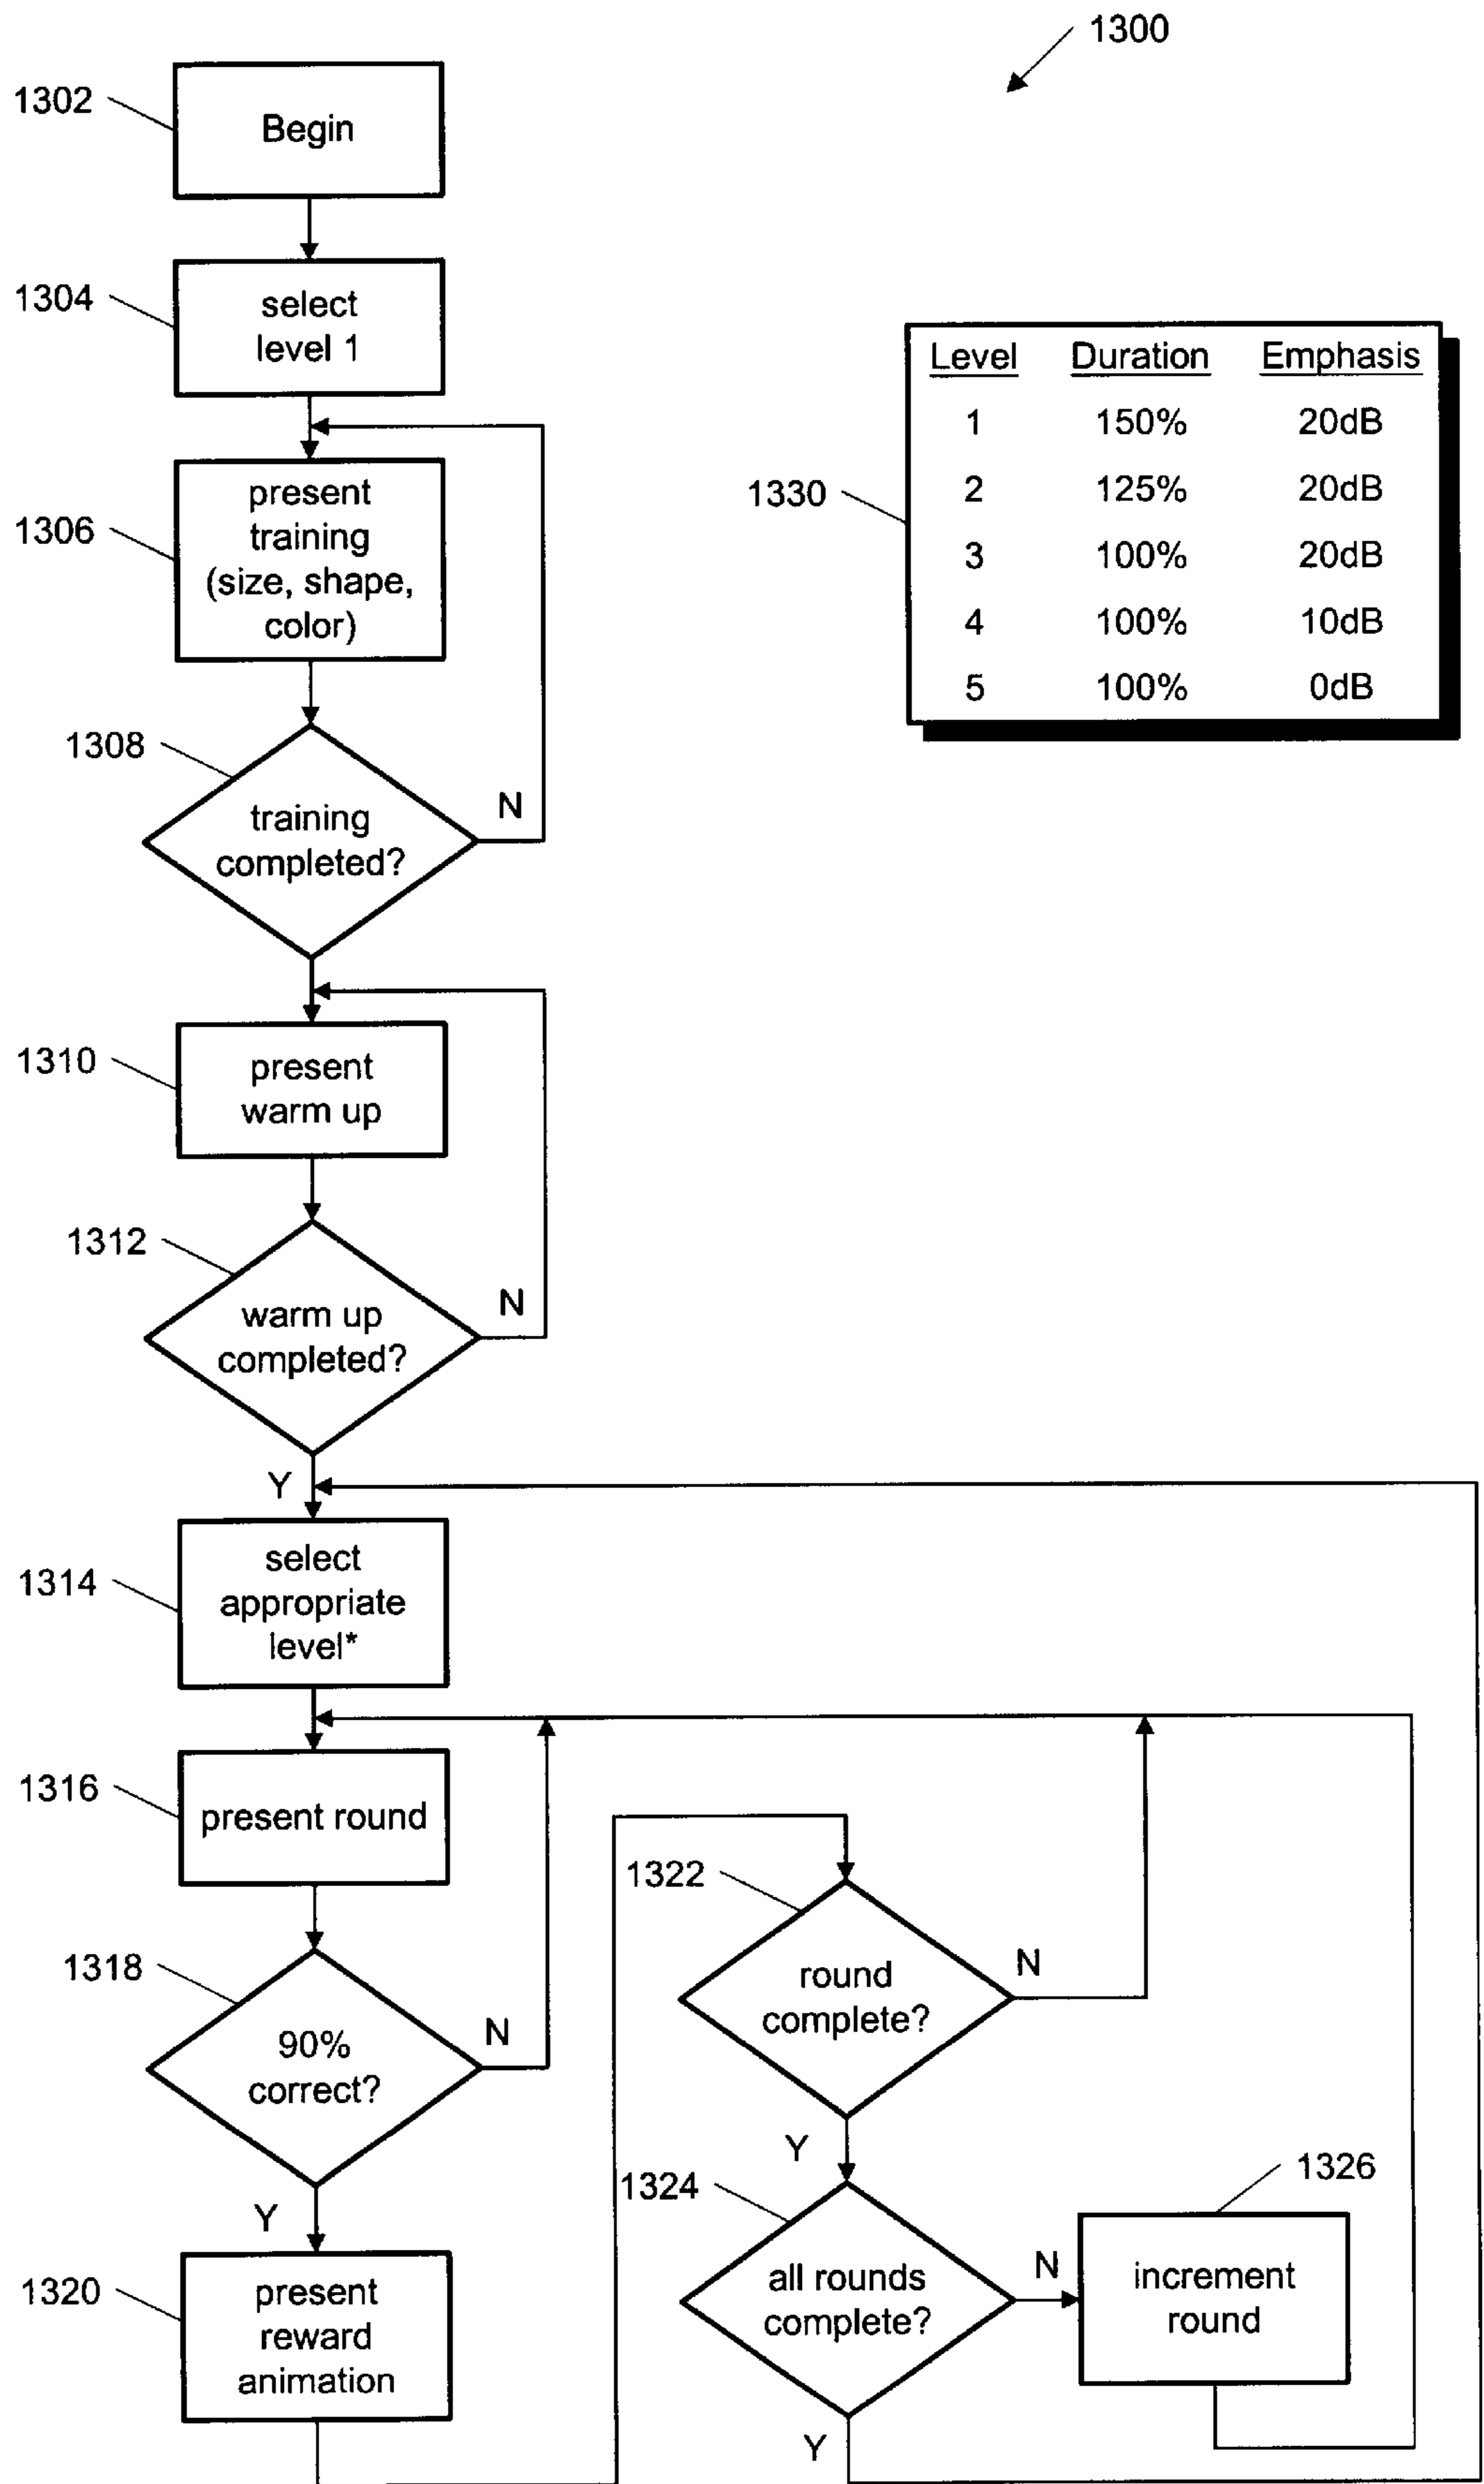 1300
1302
Begin
1304
select
level 1
1306
present
training
(size, shape,
color)
1308
training
completed?
N
1310
present
warm up
1312
warm up
completed?
N
Y
1314
select
appropriate
level*
1316
present round
1318
90%
correct?
N
Y
1320
present
reward
animation
1322
round
complete?
N
Y
1324
all rounds
complete?
N
Y
1326
increment
round
1330
Level Duration Emphasis
1 150% 20dB
2 125% 20dB
3 100% 20dB
4 100% 10dB
5 100% 0dB